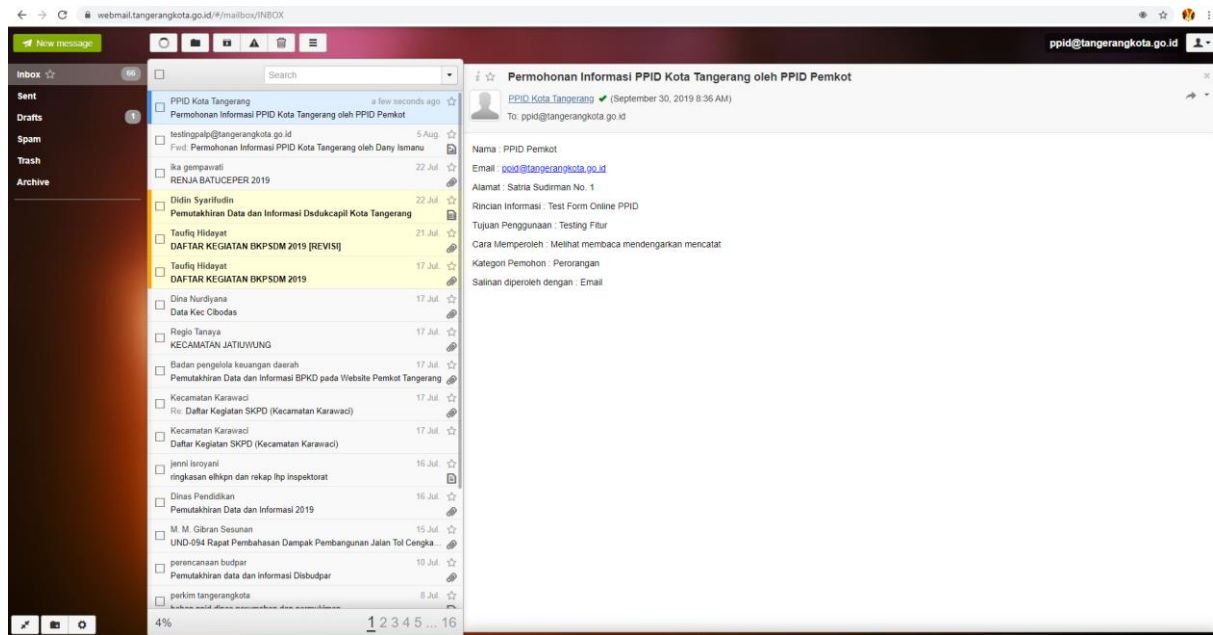 webmail.tangerangkota.go.id/#/mailbox/INBOX
New message
ppid@tangerangkota.go.id
Inbox 66
Sent
Drafts 1
Spam
Trash
Archive
Search
PPID Kota Tangerang a few seconds ago
Permohonan Informasi PPID Kota Tangerang oleh PPID Pemkot
testingpalp@tangerangkota.go.id 5 Aug.
Fwd: Permohonan Informasi PPID Kota Tangerang oleh Dany Ismanu
ika gempawati 22 Jul.
RENJA BATUCEPER 2019
Didin Syarifudin 22 Jul.
Pemutakhiran Data dan Informasi Dsdukcapil Kota Tangerang
Taufiq Hidayat 21 Jul.
DAFTAR KEGIATAN BKPSDM 2019 [REVISI]
Taufiq Hidayat 17 Jul.
DAFTAR KEGIATAN BKPSDM 2019
Dina Nurdiyana 17 Jul.
Data Kec Cibodas
Regio Tanaya 17 Jul.
KECAMATAN JATIUWUNG
Badan pengelola keuangan daerah 17 Jul.
Pemutakhiran Data dan Informasi BPKD pada Website Pemkot Tangerang
Kecamatan Karawaci 17 Jul.
Re: Daftar Kegiatan SKPD (Kecamatan Karawaci)
Kecamatan Karawaci 17 Jul.
Daftar Kegiatan SKPD (Kecamatan Karawaci)
jenni isroyani 16 Jul.
ringkasan elhkpn dan rekap lhp inspektorat
Dinas Pendidikan 16 Jul.
Pemutakhiran Data dan Informasi 2019
M. M. Gibran Sesunan 15 Jul.
UND-094 Rapat Pembahasan Dampak Pembangunan Jalan Tol Cengka...
perencanaan budpar 10 Jul.
Pemutakhiran data dan informasi Disbudpar
perkim tangerangkota 8 Jul.
4% 1 2 3 4 5 ... 16
Permohonan Informasi PPID Kota Tangerang oleh PPID Pemkot
PPID Kota Tangerang (September 30, 2019 8:36 AM)
To: ppid@tangerangkota.go.id
Nama : PPID Pemkot
Email : ppid@tangerangkota.go.id
Alamat : Satria Sudirman No. 1
Rincian Informasi : Test Form Online PPID
Tujuan Penggunaan : Testing Fitur
Cara Memperoleh : Melihat membaca mendengarkan mencatat
Kategori Pemohon : Perorangan
Salinan diperoleh dengan : Email